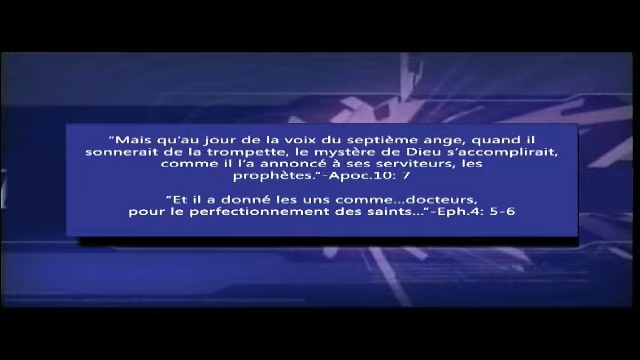 "Mais qu'au jour de la voix du septième ange, quand il
sonnerait de la trompette, le mystère de Dieu s'accomplirait,
comme il l'a annoncé à ses serviteurs, les
prophètes."-Apoc.10: 7
"Et il a donné les uns comme...docteurs,
pour le perfectionnement des saints..."-Eph.4: 5-6